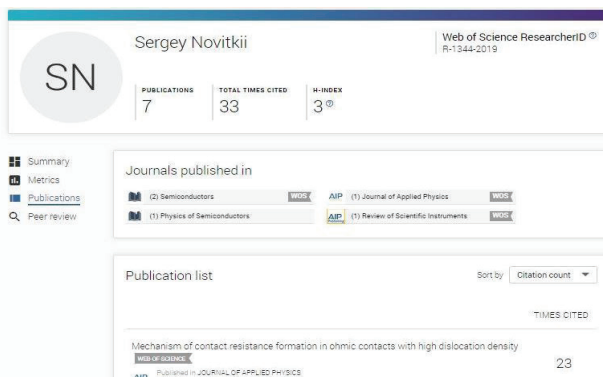 Sergey Novitkii
Web of Science ResearcherID
R-1344-2019
SN
PUBLICATIONS TOTAL TIMES CITED H-INDEX
7 33 3
Summary
Metrics
Publications
Peer review
Journals published in
(2) Semiconductors WOS
AIP (1) Journal of Applied Physics WOS
(1) Physics of Semiconductors
AIP (1) Review of Scientific Instruments WOS
Publication list
Sort by Citation count
TIMES CITED
Mechanism of contact resistance formation in ohmic contacts with high dislocation density
WEB OF SCIENCE
23
AIP Published in JOURNAL OF APPLIED PHYSICS